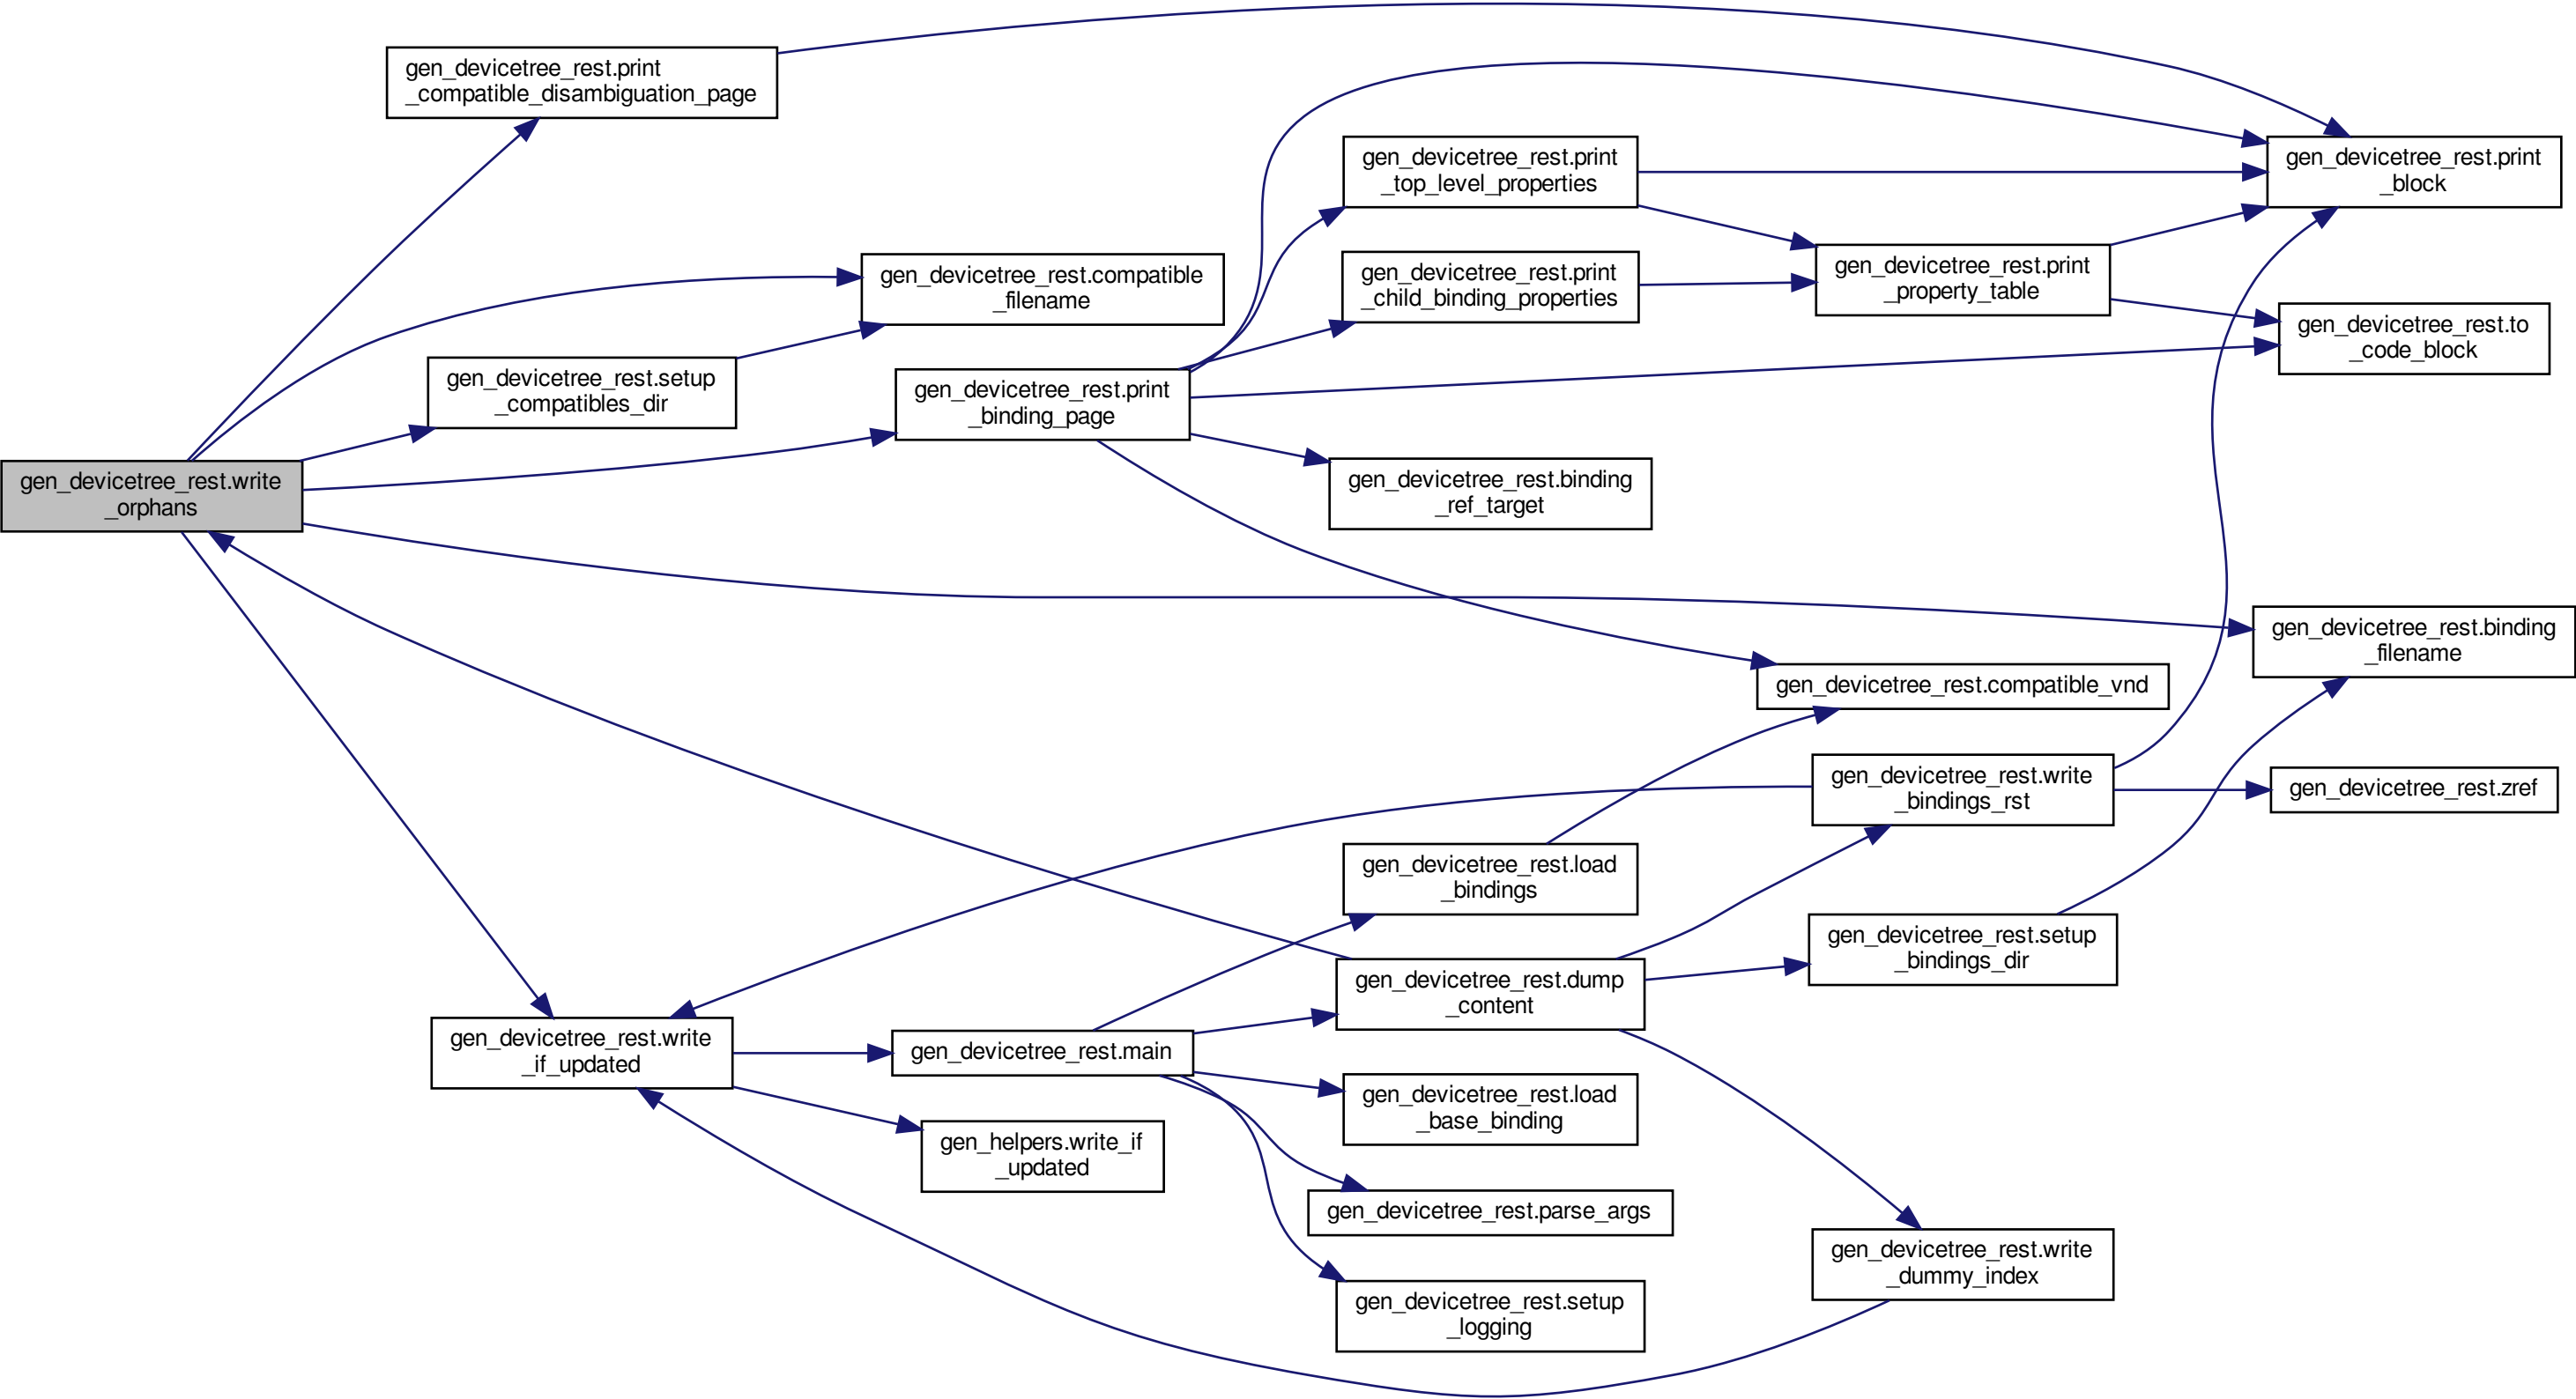 gen_devicetree_rest.print
_compatible_disambiguation_page
gen_devicetree_rest.print
_top_level_properties
gen_devicetree_rest.print
_block
gen_devicetree_rest.compatible
_filename
gen_devicetree_rest.print
_child_binding_properties
gen_devicetree_rest.print
_property_table
gen_devicetree_rest.to
_code_block
gen_devicetree_rest.setup
_compatibles_dir
gen_devicetree_rest.print
_binding_page
gen_devicetree_rest.write
_orphans
gen_devicetree_rest.binding
_ref_target
gen_devicetree_rest.binding
_filename
gen_devicetree_rest.compatible_vnd
gen_devicetree_rest.write
_bindings_rst
gen_devicetree_rest.zref
gen_devicetree_rest.load
_bindings
gen_devicetree_rest.setup
_bindings_dir
gen_devicetree_rest.dump
_content
gen_devicetree_rest.write
_if_updated
gen_devicetree_rest.main
gen_devicetree_rest.load
_base_binding
gen_helpers.write_if
_updated
gen_devicetree_rest.parse_args
gen_devicetree_rest.write
_dummy_index
gen_devicetree_rest.setup
_logging